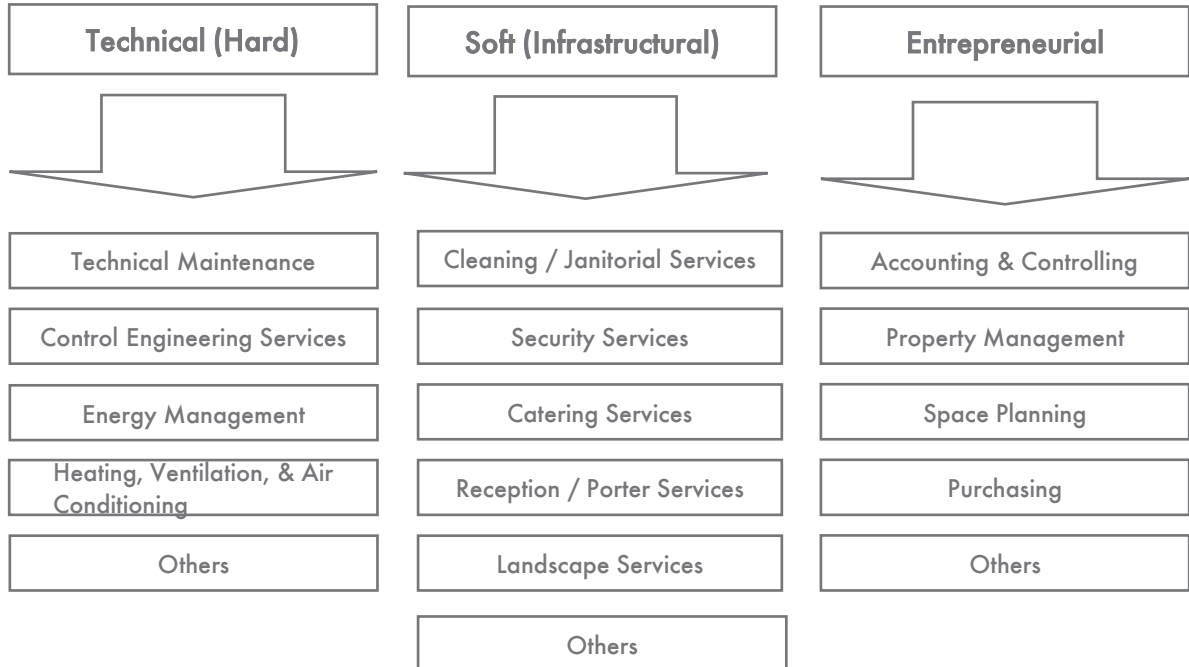 Technical (Hard)
Soft (Infrastructural)
Entrepreneurial
Technical Maintenance
Control Engineering Services
Energy Management
Heating, Ventilation, & Air
Conditioning
Others
Cleaning / Janitorial Services
Security Services
Catering Services
Reception / Porter Services
Landscape Services
Others
Accounting & Controlling
Property Management
Space Planning
Purchasing
Others